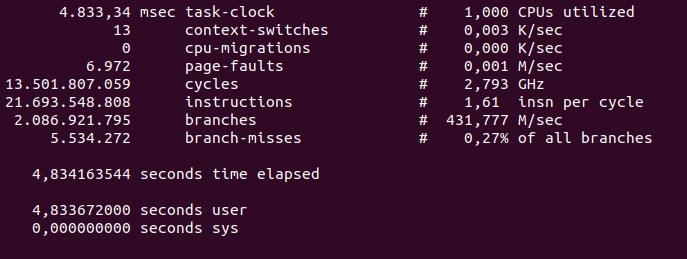 4.833,34 msec task-clock # 1,000 CPUs utilized
13 context-switches # 0,003 K/sec
0 cpu-migrations # 0,000 K/sec
6.972 page-faults # 0,001 M/sec
13.501.807.059 cycles # 2,793 GHz
21.693.548.808 instructions # 1,61 insn per cycle
2.086.921.795 branches # 431,777 M/sec
5.534.272 branch-misses # 0,27% of all branches
4,834163544 seconds time elapsed
4,833672000 seconds user
0,000000000 seconds sys